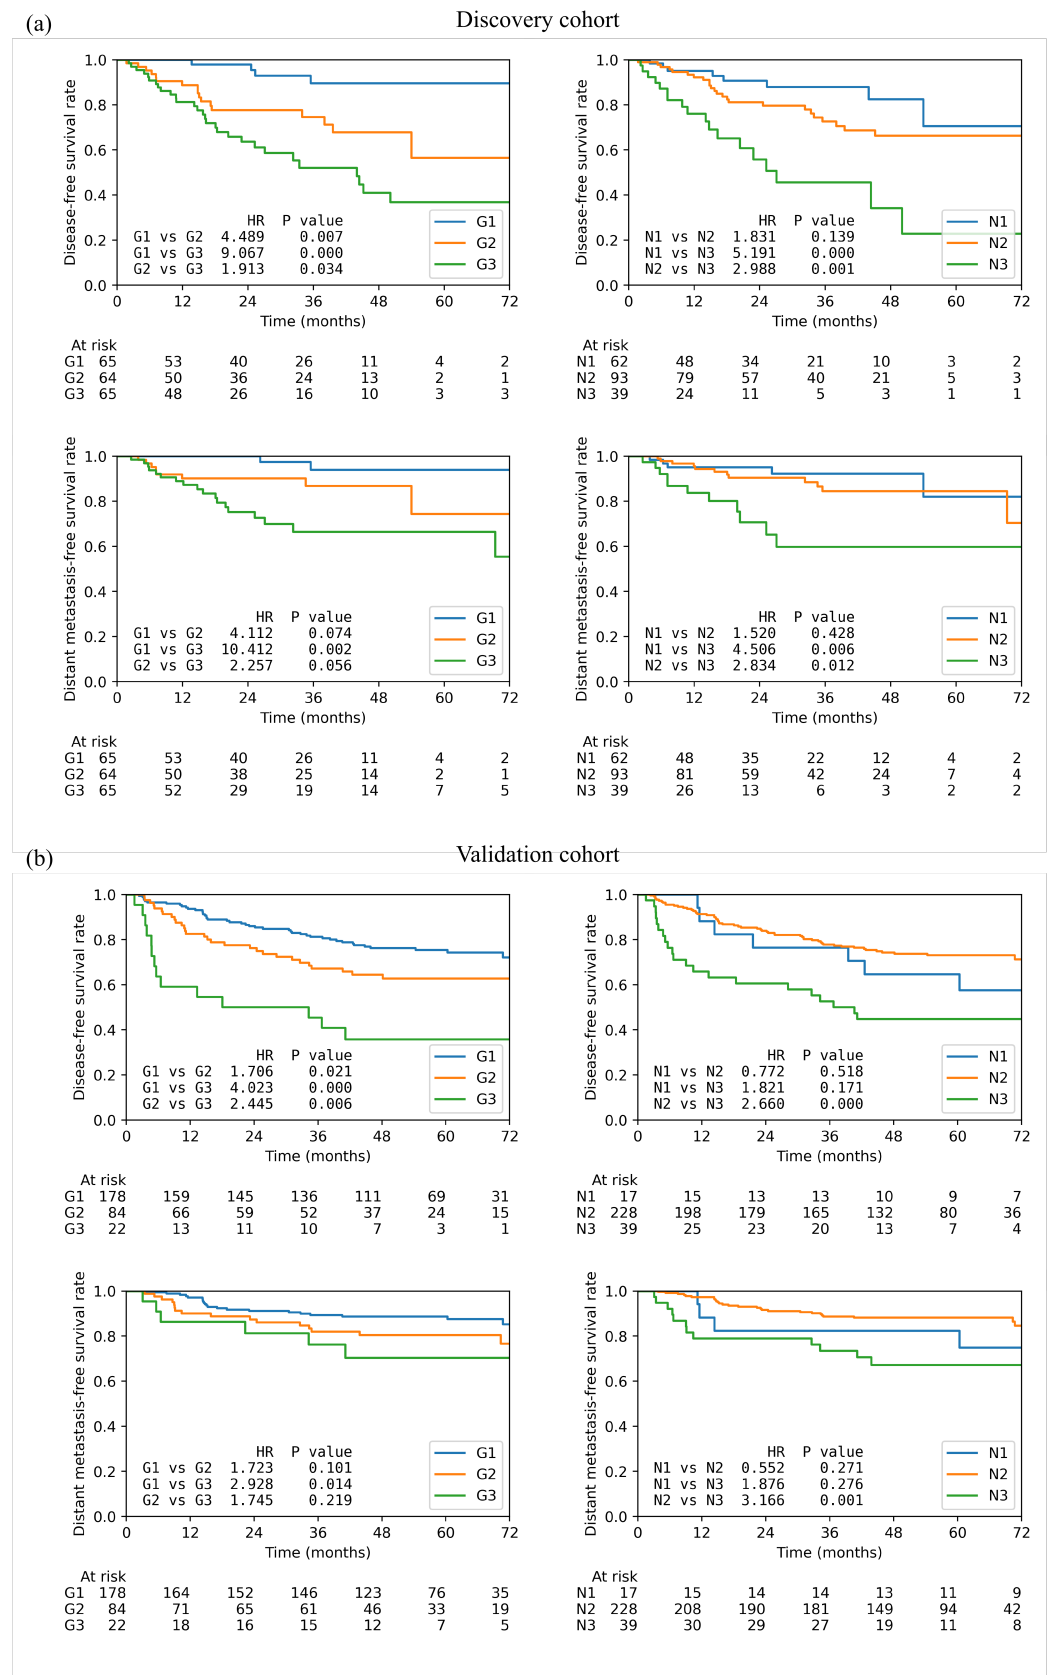 (a)
Discovery cohort
Disease-free survival rate
1.0
0.8
0.6
0.4
0.2
0.0
HR P value
G1 vs G2 4.489 0.007
G1 vs G3 9.067 0.000
G2 vs G3 1.913 0.034
G1
G2
G3
0 12 24 36 48 60 72
Time (months)
At risk
G1 65 53 40 26 11 4 2
G2 64 50 36 24 13 2 1
G3 65 48 26 16 10 3 3
Disease-free survival rate
1.0
0.8
0.6
0.4
0.2
0.0
HR P value
N1 vs N2 1.831 0.139
N1 vs N3 5.191 0.000
N2 vs N3 2.988 0.001
N1
N2
N3
0 12 24 36 48 60 72
Time (months)
At risk
N1 62 48 34 21 10 3 2
N2 93 79 57 40 21 5 3
N3 39 24 11 5 3 1 1
Distant metastasis-free survival rate
1.0
0.8
0.6
0.4
0.2
0.0
HR P value
G1 vs G2 4.112 0.074
G1 vs G3 10.412 0.002
G2 vs G3 2.257 0.056
G1
G2
G3
0 12 24 36 48 60 72
Time (months)
At risk
G1 65 53 40 26 11 4 2
G2 64 50 38 25 14 2 1
G3 65 52 29 19 14 7 5
Distant metastasis-free survival rate
1.0
0.8
0.6
0.4
0.2
0.0
HR P value
N1 vs N2 1.520 0.428
N1 vs N3 4.506 0.006
N2 vs N3 2.834 0.012
N1
N2
N3
0 12 24 36 48 60 72
Time (months)
At risk
N1 62 48 35 22 12 4 2
N2 93 81 59 42 24 7 4
N3 39 26 13 6 3 2 2
(b)
Validation cohort
Disease-free survival rate
1.0
0.8
0.6
0.4
0.2
0.0
HR P value
G1 vs G2 1.706 0.021
G1 vs G3 4.023 0.000
G2 vs G3 2.445 0.006
G1
G2
G3
0 12 24 36 48 60 72
Time (months)
At risk
G1 178 159 145 136 111 69 31
G2 84 66 59 52 37 24 15
G3 22 13 11 10 7 3 1
Disease-free survival rate
1.0
0.8
0.6
0.4
0.2
0.0
HR P value
N1 vs N2 0.772 0.518
N1 vs N3 1.821 0.171
N2 vs N3 2.660 0.000
N1
N2
N3
0 12 24 36 48 60 72
Time (months)
At risk
N1 17 15 13 13 10 9 7
N2 228 198 179 165 132 80 36
N3 39 25 23 20 13 7 4
Distant metastasis-free survival rate
1.0
0.8
0.6
0.4
0.2
0.0
HR P value
G1 vs G2 1.723 0.101
G1 vs G3 2.928 0.014
G2 vs G3 1.745 0.219
G1
G2
G3
0 12 24 36 48 60 72
Time (months)
At risk
G1 178 164 152 146 123 76 35
G2 84 71 65 61 46 33 19
G3 22 18 16 15 12 7 5
Distant metastasis-free survival rate
1.0
0.8
0.6
0.4
0.2
0.0
HR P value
N1 vs N2 0.552 0.271
N1 vs N3 1.876 0.276
N2 vs N3 3.166 0.001
N1
N2
N3
0 12 24 36 48 60 72
Time (months)
At risk
N1 17 15 14 14 13 11 9
N2 228 208 190 181 149 94 42
N3 39 30 29 27 19 11 8